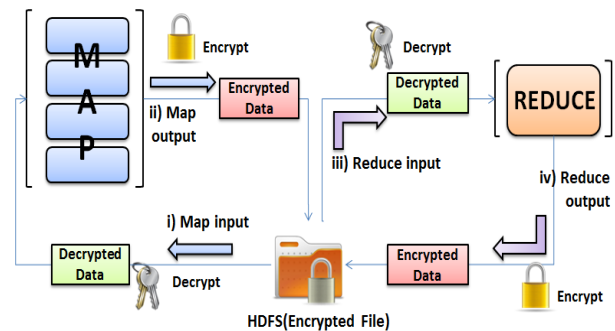 M
A
P
Encrypt
ii) Map
output
Encrypted
Data
Decrypt
Decrypted
Data
iii) Reduce input
REDUCE
iv) Reduce
output
i) Map input
Decrypted
Data
Decrypt
Encrypted
Data
Encrypt
HDFS(Encrypted File)